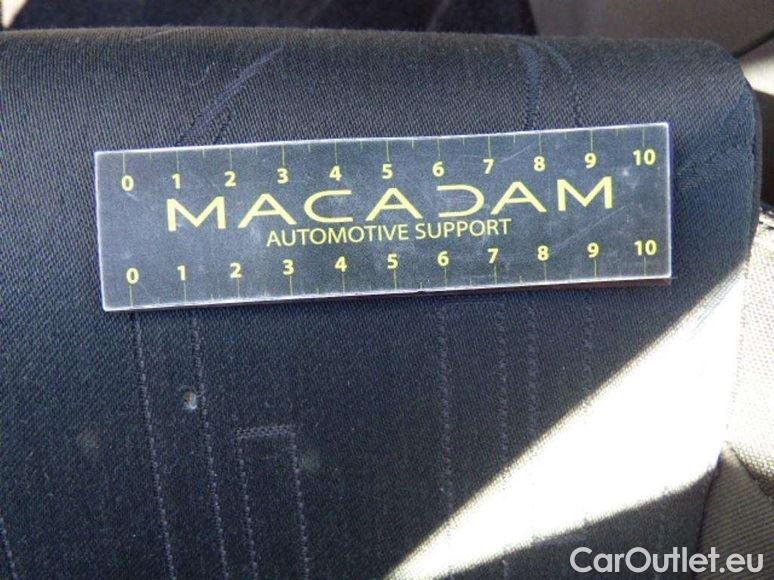 0 1 2 3 4 5 6 7 8 9 10
MACADAM
AUTOMOTIVE SUPPORT
0 1 2 3 4 5 6 7 8 9 10
CarOutlet.eu